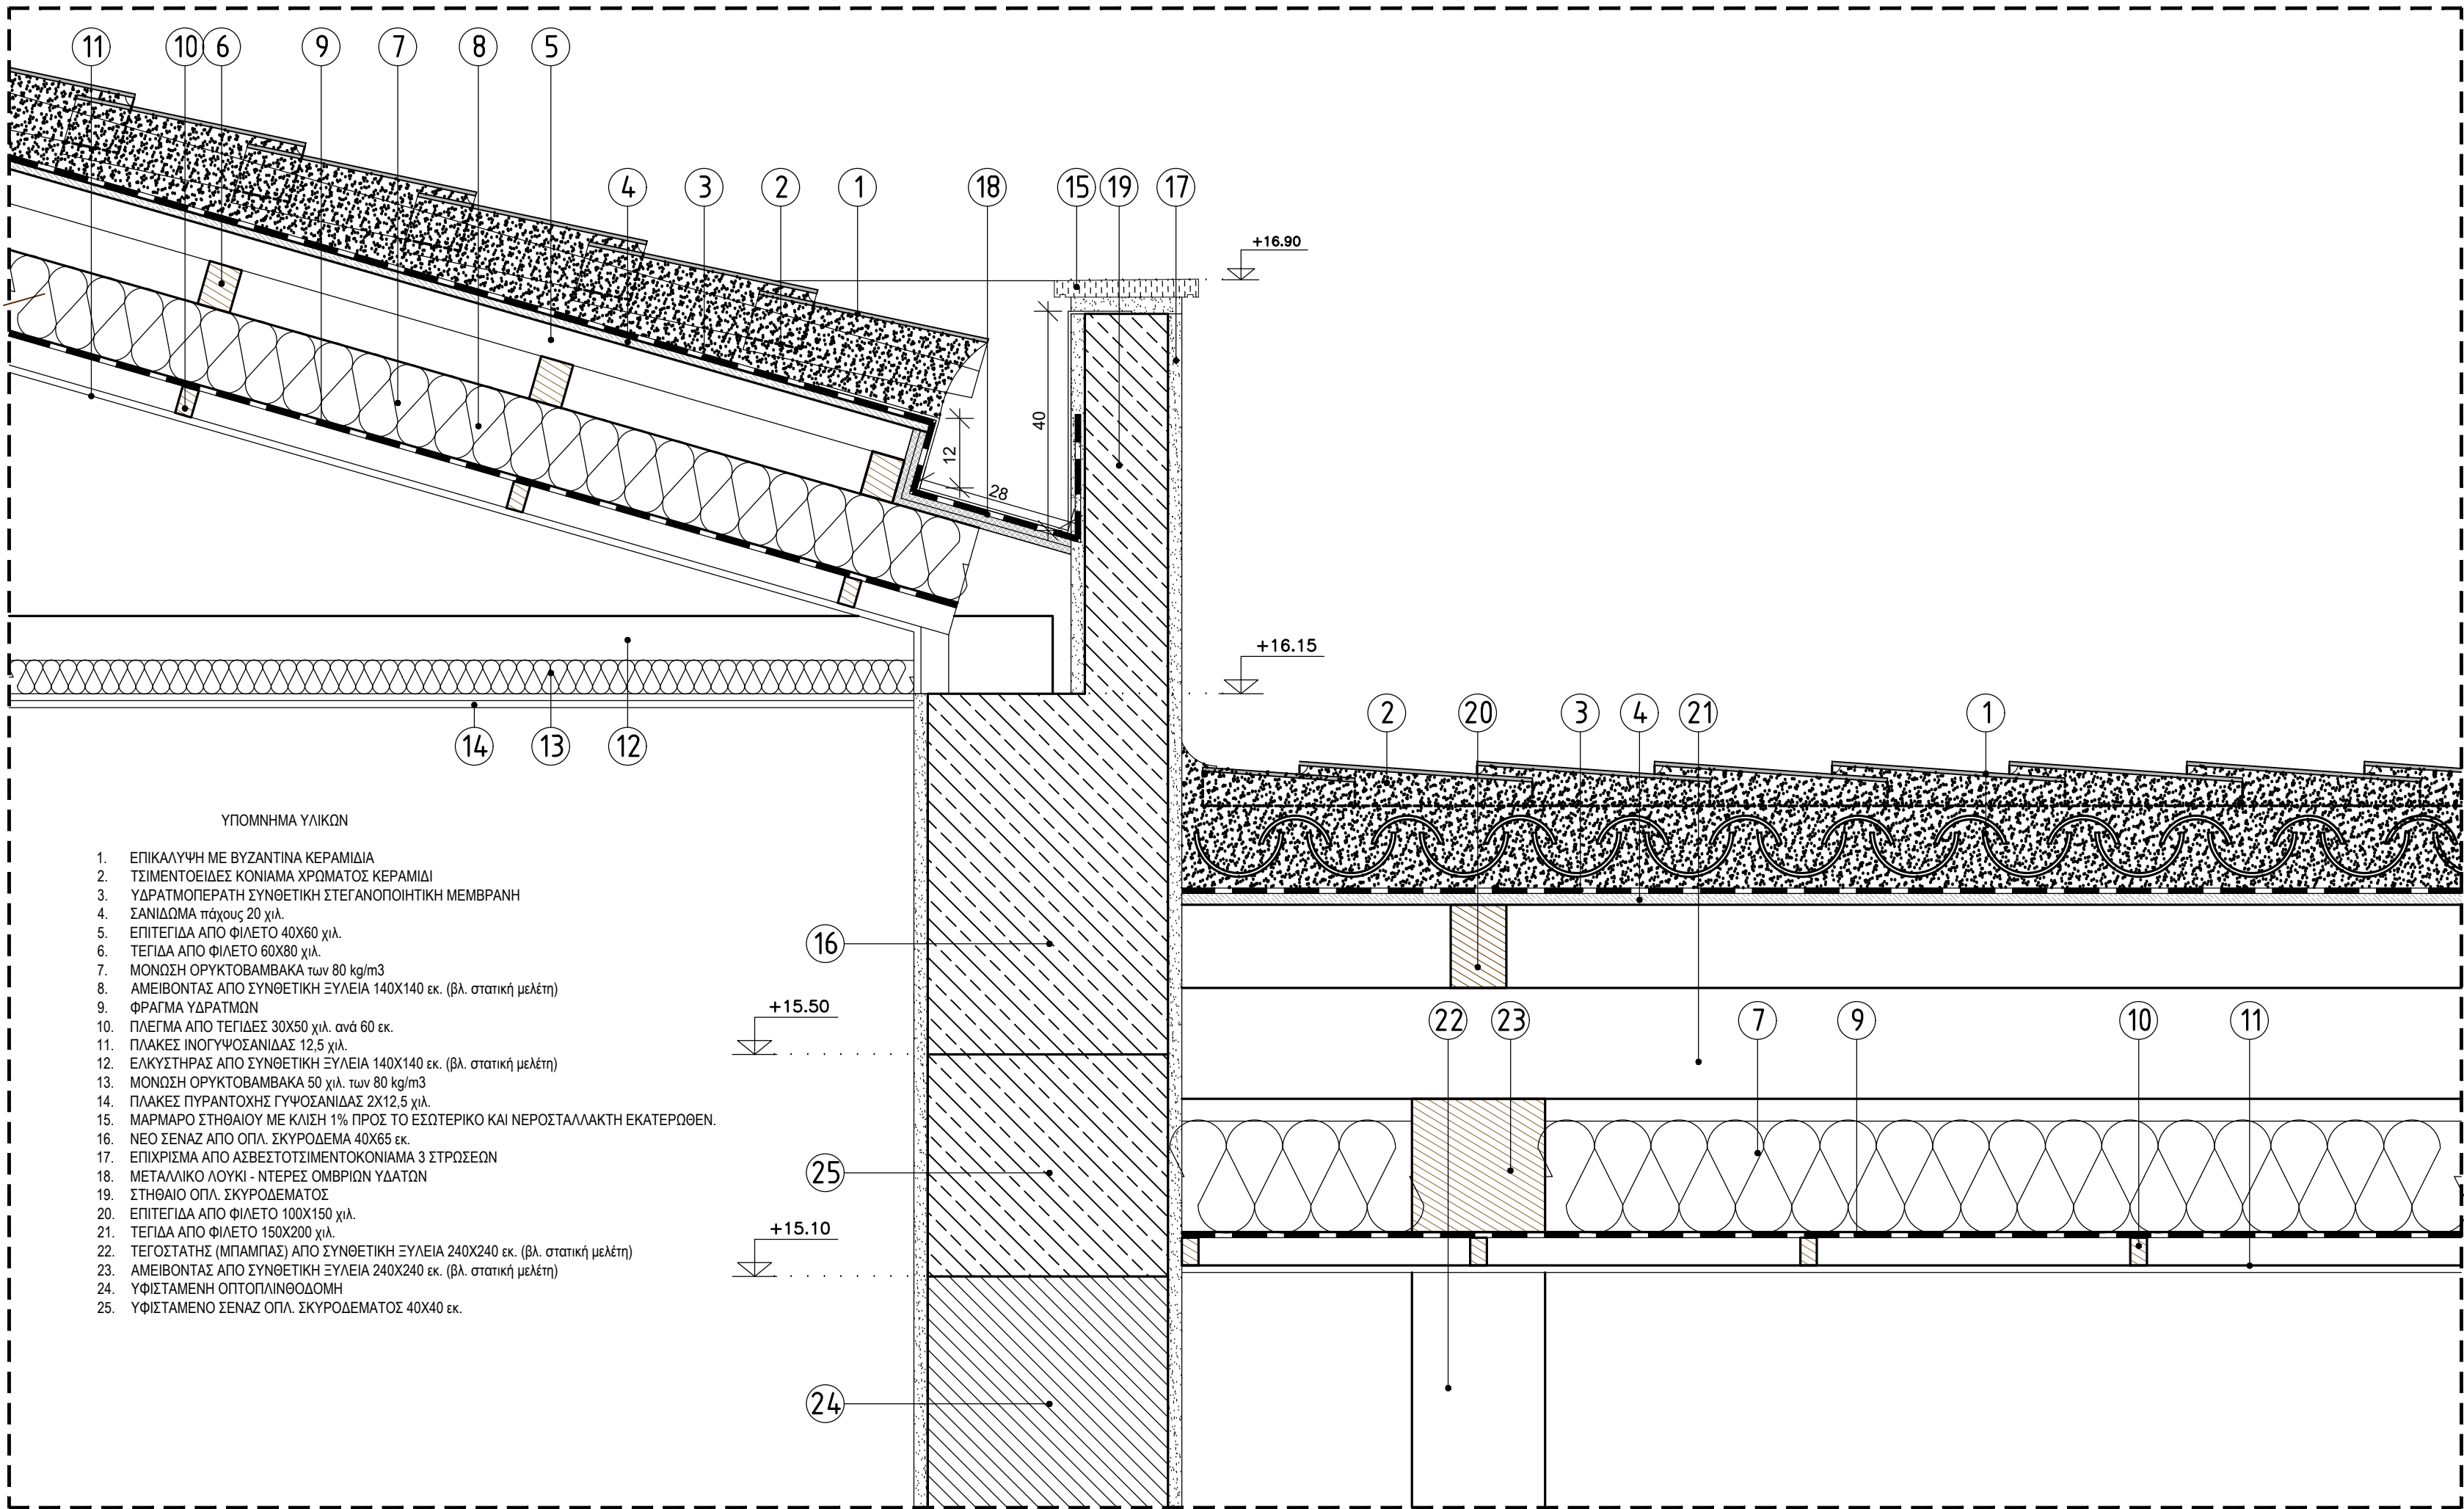 11 10 6 9 7 8 5
4 3 2 1 18 15 19 17
+16.90
40
12
28
+16.15
2 20 3 4 21 1
14 13 12
ΥΠΟΜΝΗΜΑ ΥΛΙΚΩΝ
1. ΕΠΙΚΑΛΥΨΗ ΜΕ ΒΥΖΑΝΤΙΝΑ ΚΕΡΑΜΙΔΙΑ
2. ΤΣΙΜΕΝΤΟΕΙΔΕΣ ΚΟΝΙΑΜΑ ΧΡΩΜΑΤΟΣ ΚΕΡΑΜΙΔΙ
3. ΥΔΡΑΤΜΟΠΕΡΑΤΗ ΣΥΝΘΕΤΙΚΗ ΣΤΕΓΑΝΟΠΟΙΗΤΙΚΗ ΜΕΜΒΡΑΝΗ
4. ΣΑΝΙΔΩΜΑ πάχους 20 χιλ.
5. ΕΠΙΤΕΓΙΔΑ ΑΠΟ ΦΙΛΕΤΟ 40Χ60 χιλ.
6. ΤΕΓΙΔΑ ΑΠΟ ΦΙΛΕΤΟ 60Χ80 χιλ.
7. ΜΟΝΩΣΗ ΟΡΥΚΤΟΒΑΜΒΑΚΑ των 80 kg/m3
8. ΑΜΕΙΒΟΝΤΑΣ ΑΠΟ ΣΥΝΘΕΤΙΚΗ ΞΥΛΕΙΑ 140Χ140 εκ. (βλ. στατική μελέτη)
9. ΦΡΑΓΜΑ ΥΔΡΑΤΜΩΝ
10. ΠΛΕΓΜΑ ΑΠΟ ΤΕΓΙΔΕΣ 30Χ50 χιλ. ανά 60 εκ.
11. ΠΛΑΚΕΣ ΙΝΟΓΥΨΟΣΑΝΙΔΑΣ 12,5 χιλ.
12. ΕΛΚΥΣΤΗΡΑΣ ΑΠΟ ΣΥΝΘΕΤΙΚΗ ΞΥΛΕΙΑ 140Χ140 εκ. (βλ. στατική μελέτη)
13. ΜΟΝΩΣΗ ΟΡΥΚΤΟΒΑΜΒΑΚΑ 50 χιλ. των 80 kg/m3
14. ΠΛΑΚΕΣ ΠΥΡΑΝΤΟΧΗΣ ΓΥΨΟΣΑΝΙΔΑΣ 2Χ12,5 χιλ.
15. ΜΑΡΜΑΡΟ ΣΤΗΘΑΙΟΥ ΜΕ ΚΛΙΣΗ 1% ΠΡΟΣ ΤΟ ΕΣΩΤΕΡΙΚΟ ΚΑΙ ΝΕΡΟΣΤΑΛΛΑΚΤΗ ΕΚΑΤΕΡΩΘΕΝ.
16. ΝΕΟ ΣΕΝΑΖ ΑΠΟ ΟΠΛ. ΣΚΥΡΟΔΕΜΑ 40Χ65 εκ.
17. ΕΠΙΧΡΙΣΜΑ ΑΠΟ ΑΣΒΕΣΤΟΤΣΙΜΕΝΤΟΚΟΝΙΑΜΑ 3 ΣΤΡΩΣΕΩΝ
18. ΜΕΤΑΛΛΙΚΟ ΛΟΥΚΙ - ΝΤΕΡΕΣ ΟΜΒΡΙΩΝ ΥΔΑΤΩΝ
19. ΣΤΗΘΑΙΟ ΟΠΛ. ΣΚΥΡΟΔΕΜΑΤΟΣ
20. ΕΠΙΤΕΓΙΔΑ ΑΠΟ ΦΙΛΕΤΟ 100Χ150 χιλ.
21. ΤΕΓΙΔΑ ΑΠΟ ΦΙΛΕΤΟ 150Χ200 χιλ.
22. ΤΕΓΟΣΤΑΤΗΣ (ΜΠΑΜΠΑΣ) ΑΠΟ ΣΥΝΘΕΤΙΚΗ ΞΥΛΕΙΑ 240Χ240 εκ. (βλ. στατική μελέτη)
23. ΑΜΕΙΒΟΝΤΑΣ ΑΠΟ ΣΥΝΘΕΤΙΚΗ ΞΥΛΕΙΑ 240Χ240 εκ. (βλ. στατική μελέτη)
24. ΥΦΙΣΤΑΜΕΝΗ ΟΠΤΟΠΛΙΝΘΟΔΟΜΗ
25. ΥΦΙΣΤΑΜΕΝΟ ΣΕΝΑΖ ΟΠΛ. ΣΚΥΡΟΔΕΜΑΤΟΣ 40Χ40 εκ.
16
+15.50
22 23 7 9 10 11
25
+15.10
24